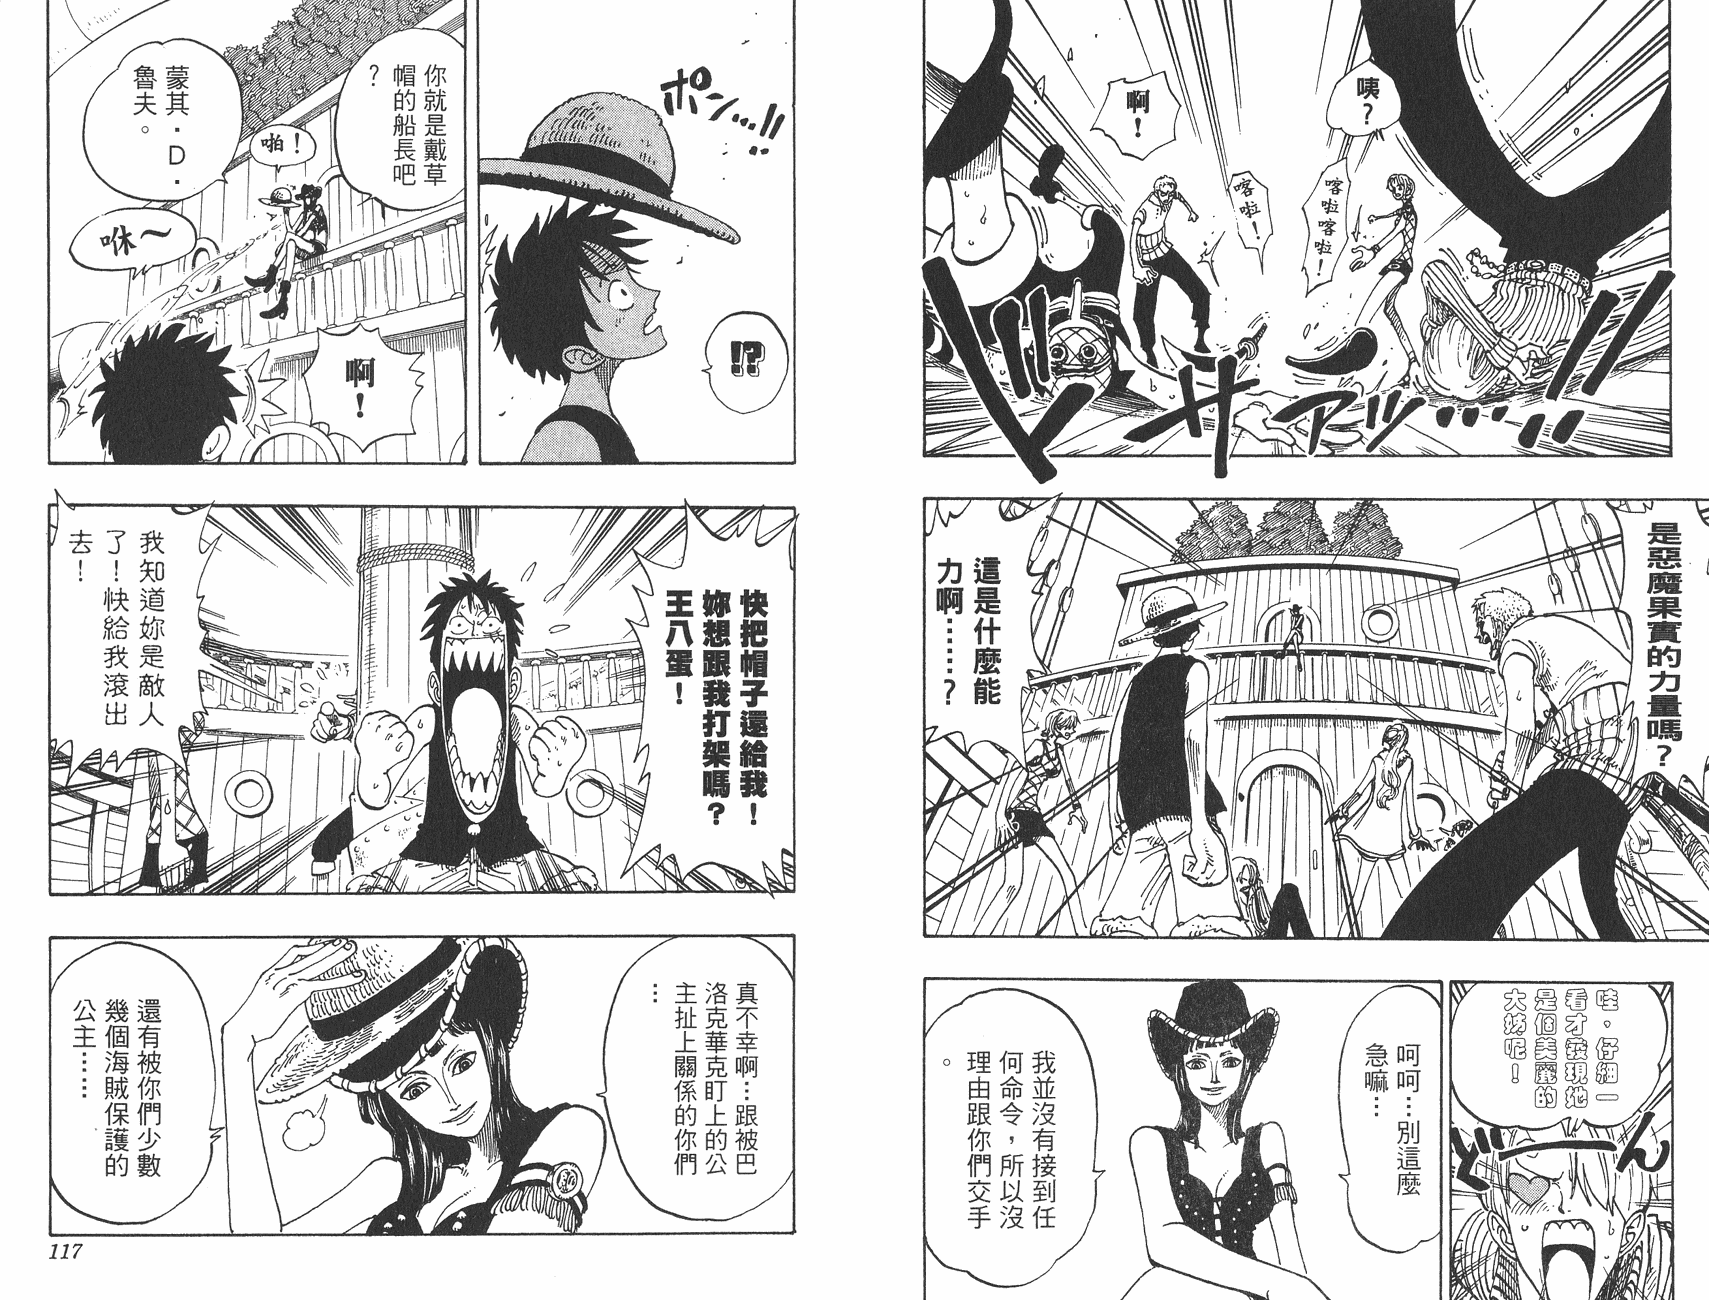 咦？
啊！
喀啦喀啦！
喀啦！
ドドサァッ…!!
是惡魔果實的力量嗎？
這是什麼能
力啊……？
哇，仔細一
看才發現她
是個美麗的
大姊呢！
どーん
呵呵…別這麼
急嘛…
我並沒有接到任
何命令，所以沒
理由跟你們交手
。
ポン…!!
!?
你就是戴草
帽的船長吧
？
啪！
蒙其·D·
魯夫。
咻～
啊！
快把帽子還給我！
妳想跟我打架嗎？
王八蛋！
我知道妳是敵人
了！快給我滾出
去！
真不幸啊…跟被巴
洛克華克盯上的公
主扯上關係的你們
…
還有被你們少數
幾個海賊保護的
公主……
117